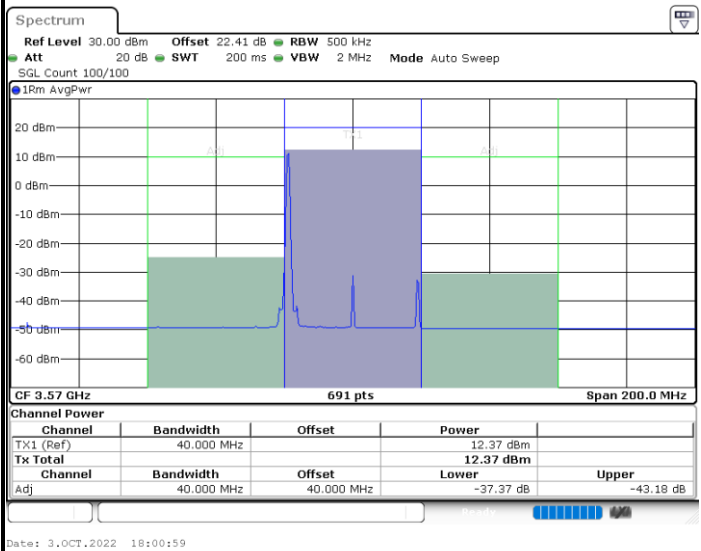 Spectrum
Ref Level 30.00 dBm Offset 22.41 dB RBW 500 kHz
Att 20 dB SWT 200 ms VBW 2 MHz Mode Auto Sweep
SGL Count 100/100
1Rm AvgPwr
20 dBm
TX1
10 dBm
Adj
Adj
0 dBm
-10 dBm
-20 dBm
-30 dBm
-40 dBm
-50 dBm
-60 dBm
CF 3.57 GHz 691 pts Span 200.0 MHz
Channel Power
Channel Bandwidth Offset Power
TX1 (Ref) 40.000 MHz 12.37 dBm
Tx Total 12.37 dBm
Channel Bandwidth Offset Lower Upper
Adj 40.000 MHz 40.000 MHz -37.37 dB -43.18 dB
Ready
Date: 3.OCT.2022 18:00:59